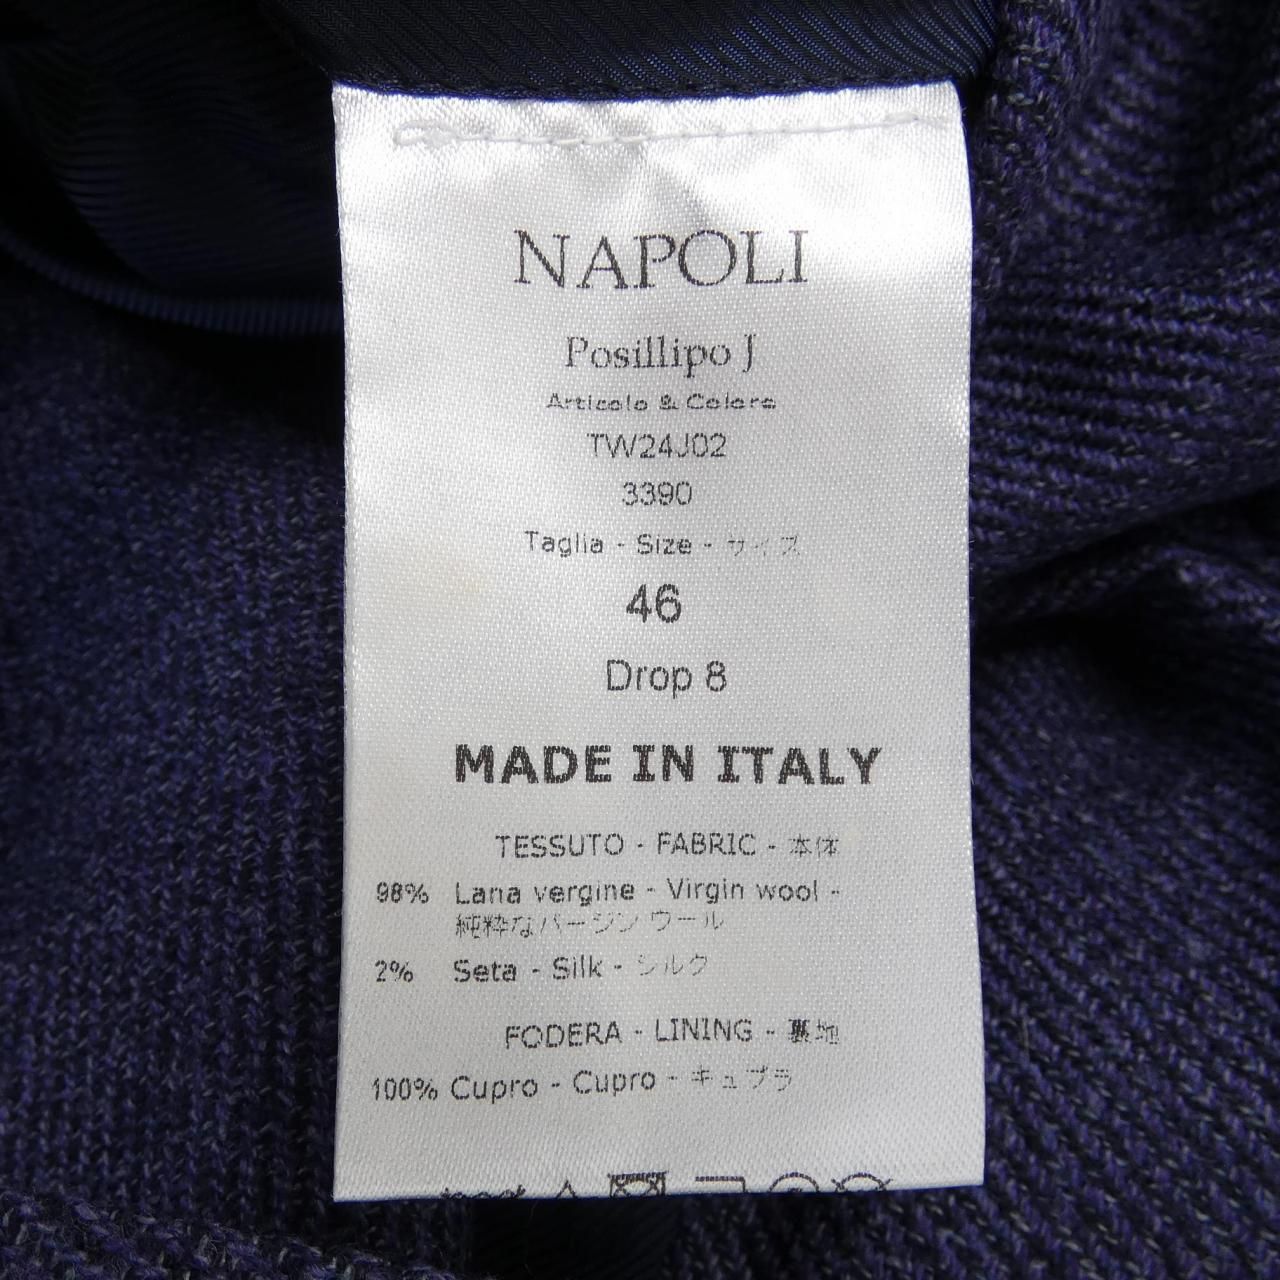 NAPOLI
Posillipo J
Articolo & Colore
TW24J02
3390
Taglia - Size - サイズ
46
Drop 8
MADE IN ITALY
TESSUTO - FABRIC - 本体
98% Lana vergine - Virgin wool -
純粋なバージン ウール
2% Seta - Silk - シルク
FODERA - LINING - 裏地
100% Cupro - Cupro - キュプラ